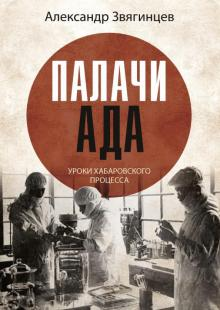 Александр Звягинцев
ПАЛАЧИ
АДА
УРОКИ ХАБАРОВСКОГО
ПРОЦЕССА